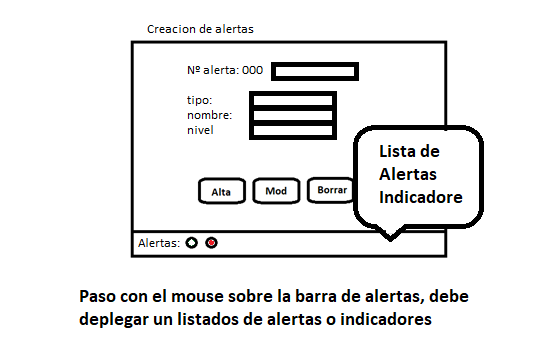 Creacion de alertas
Nº alerta: 000
tipo:
nombre:
nivel
Lista de
Alertas
Indicadore
Alta Mod Borrar
Alertas:
Paso con el mouse sobre la barra de alertas, debe
deplegar un listados de alertas o indicadores